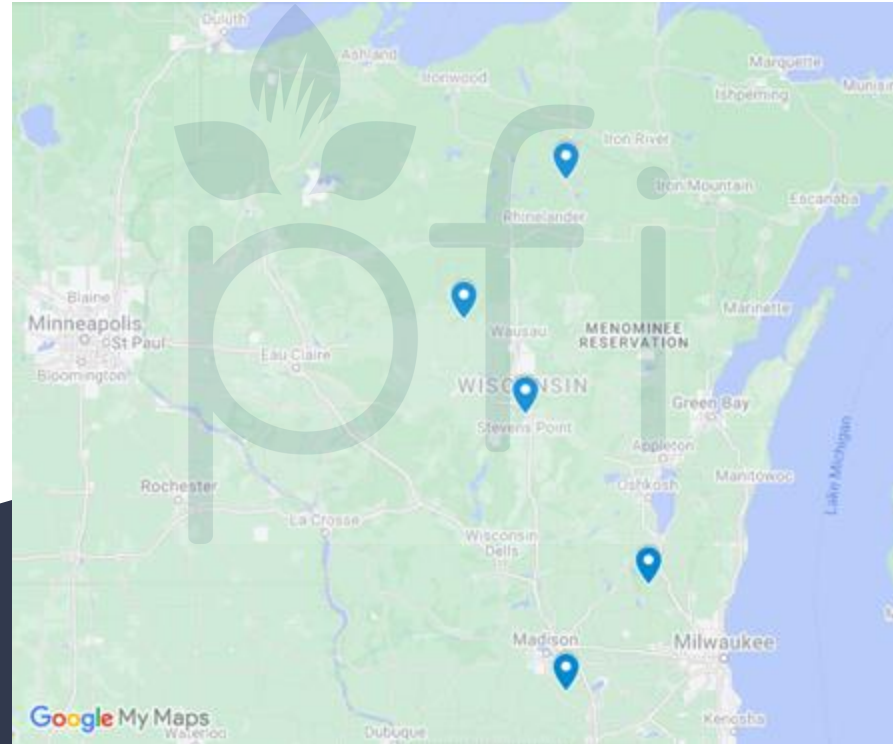 Duluth
Ashland
Ironwood
Marquette
Ishpeming
Munisin
Iron River
Iron Mountain
Escanaba
Rhinelander
Blaine
Minneapolis
St Paul
Bloomington
Eau Claire
Wausau
MENOMINEE
RESERVATION
Marinette
WISCONSIN
Stevens Point
Green Bay
Appleton
Oshkosh
Manitowoc
Lake Michigan
Rochester
La Crosse
Wisconsin
Dells
Madison
Milwaukee
Kenosha
Waterloo
Dubuque
Google My Maps
pfi